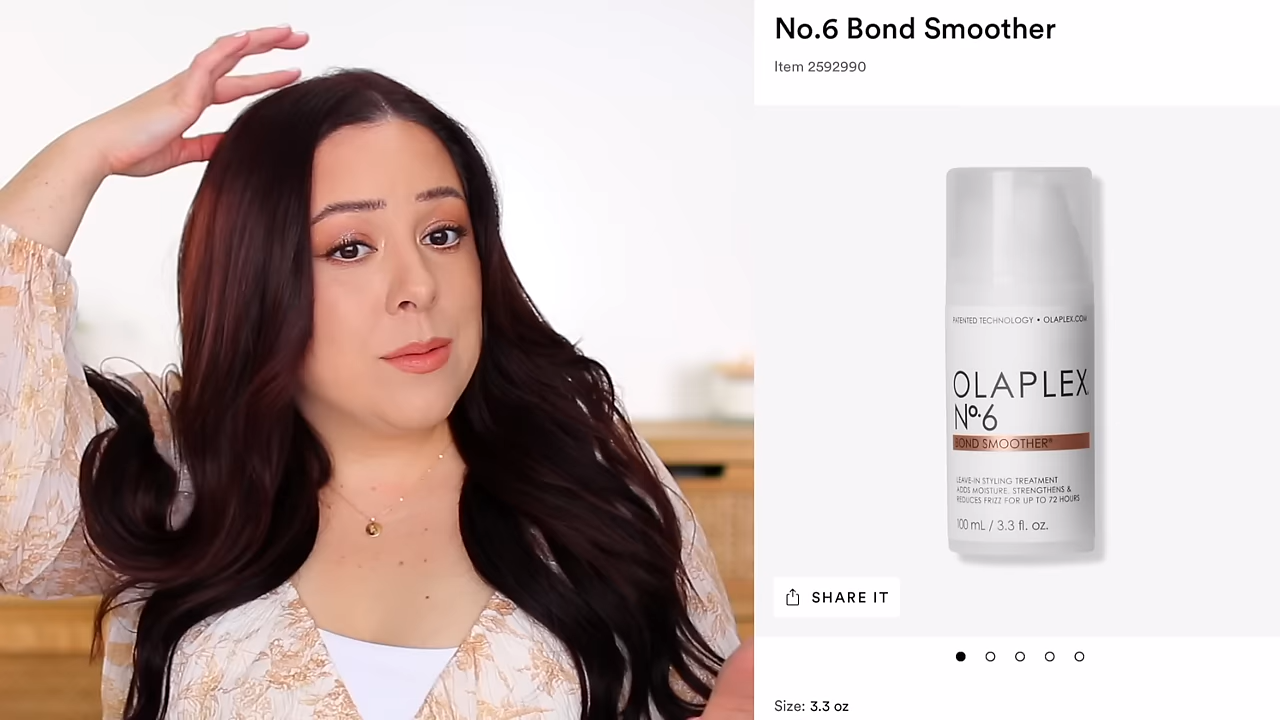 No.6 Bond Smoother
Item 2592990
PATENTED TECHNOLOGY • OLAPLEX.COM
OLAPLEX.
Nº.6
BOND SMOOTHER®
LEAVE-IN STYLING TREATMENT
ADDS MOISTURE, STRENGTHENS &
REDUCES FRIZZ FOR UP TO 72 HOURS
100 mL / 3.3 fl. oz.
SHARE IT
Size: 3.3 oz